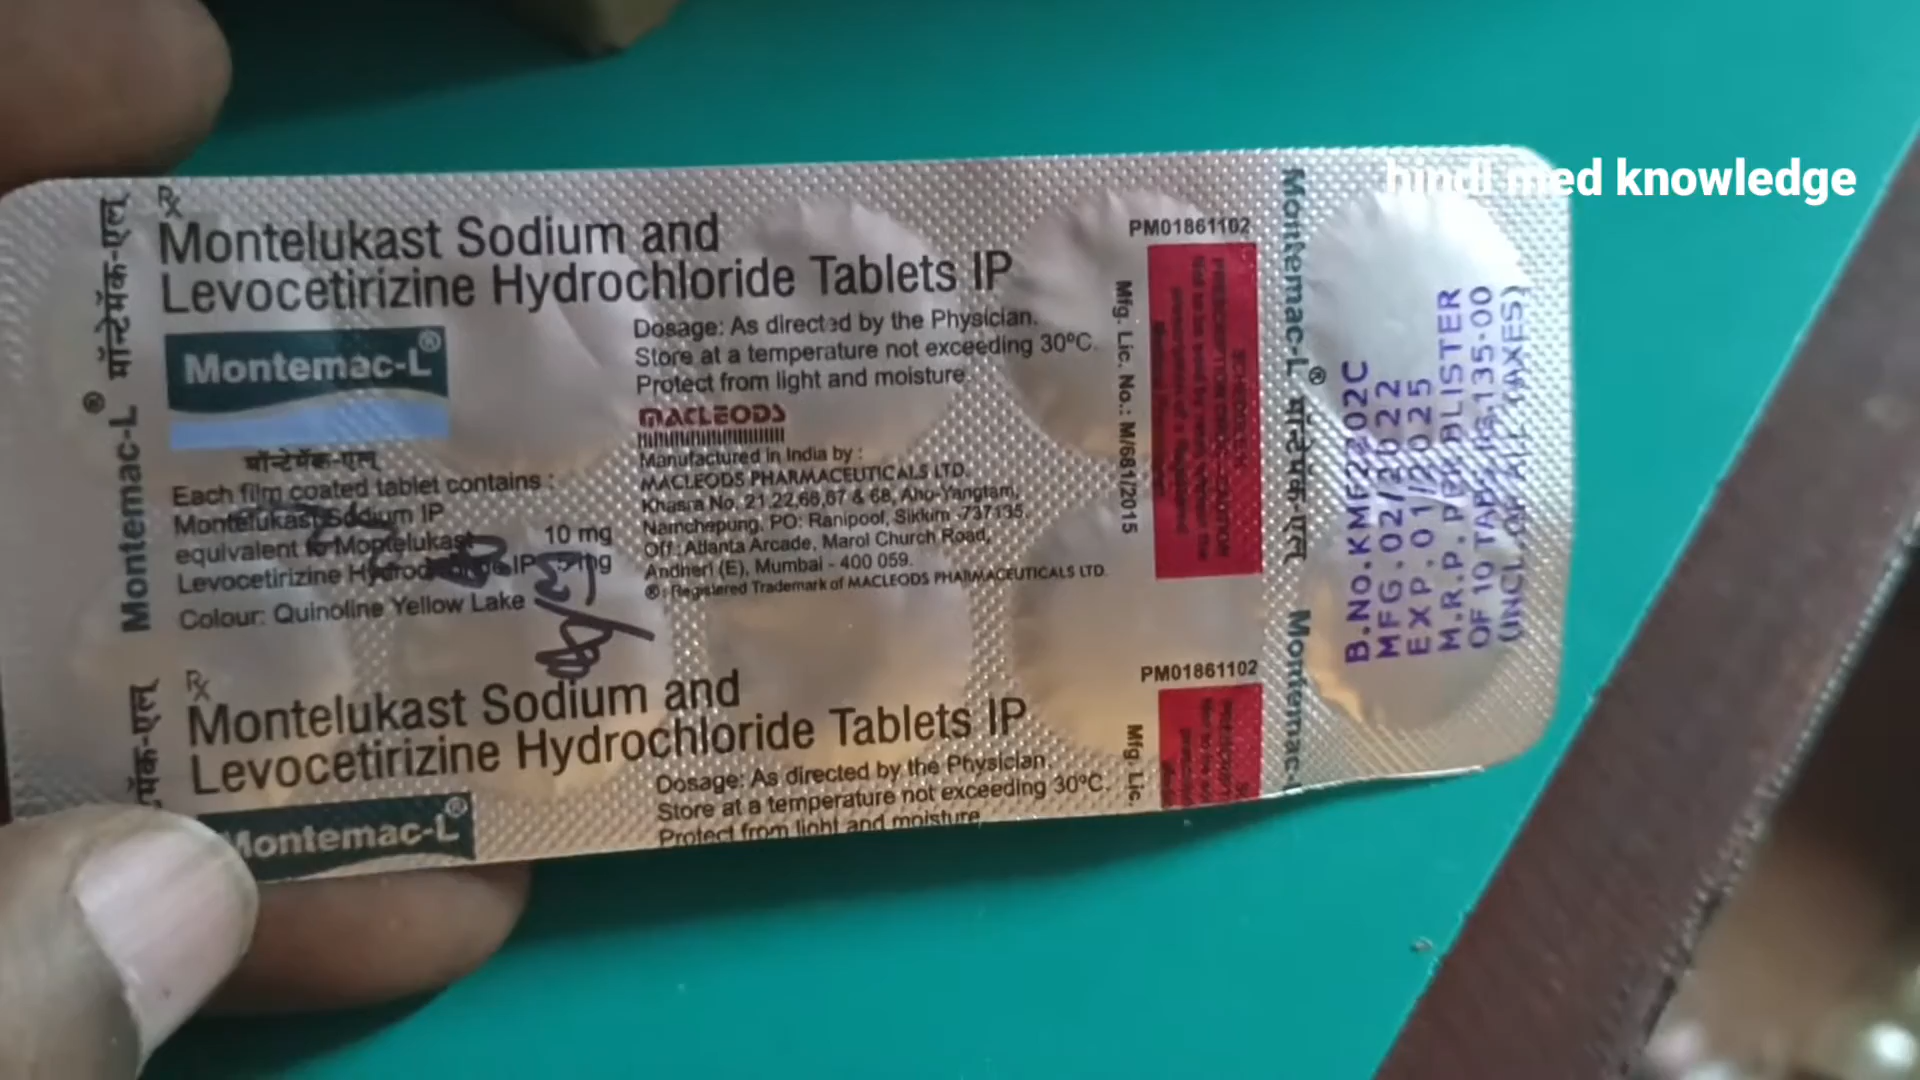 hindi med knowledge
Rx
Montelukast Sodium and
Levocetirizine Hydrochloride Tablets IP
Montemac-L®
मॉन्टेमॅक-एल
Each film coated tablet contains :
Montelukast Sodium IP
equivalent to Montelukast 10 mg
Levocetirizine IP 5 mg
Colour: Quinoline Yellow Lake
Dosage: As directed by the Physician.
Store at a temperature not exceeding 30°C.
Protect from light and moisture.
MACLEODS
Manufactured in India by :
MACLEODS PHARMACEUTICALS LTD.
Khasra No. 21,22,66,67 & 68, Aho-Yangtam,
Namchepung, PO: Ranipool, Sikkim -737135.
Off : Atlanta Arcade, Marol Church Road,
Andheri (E), Mumbai - 400 059.
® : Registered Trademark of MACLEODS PHARMACEUTICALS LTD.
Montemac-L® मॉन्टेमॅक-एल
PM01861102
Mfg. Lic. No.: M/681/2015
Montemac-L® मॉन्टेमॅक-एल Montemac-
B.No.KMF2202C
MFG.02/2022
EXP.01/2025
M.R.P. PER BLISTER
OF 10 TAB 135-00
(INCL. OF ALL TAXES)
Rx
Montelukast Sodium and
Levocetirizine Hydrochloride Tablets IP
Montemac-L®
Dosage: As directed by the Physician.
Store at a temperature not exceeding 30°C.
Protect from light and moisture
PM01861102
Mfg. Lic.